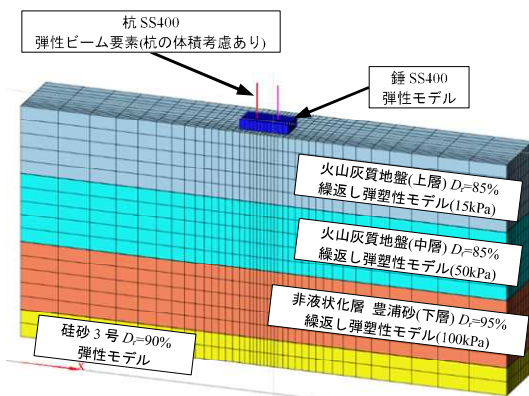 杭 SS400
弾性ビーム要素(杭の体積考慮あり)
錘 SS400
弾性モデル
火山灰質地盤(上層) Dr=85%
繰返し弾塑性モデル(15kPa)
火山灰質地盤(中層) Dr=85%
繰返し弾塑性モデル(50kPa)
非液状化層 豊浦砂(下層) Dr=95%
繰返し弾塑性モデル(100kPa)
硅砂 3 号 Dr=90%
弾性モデル
X